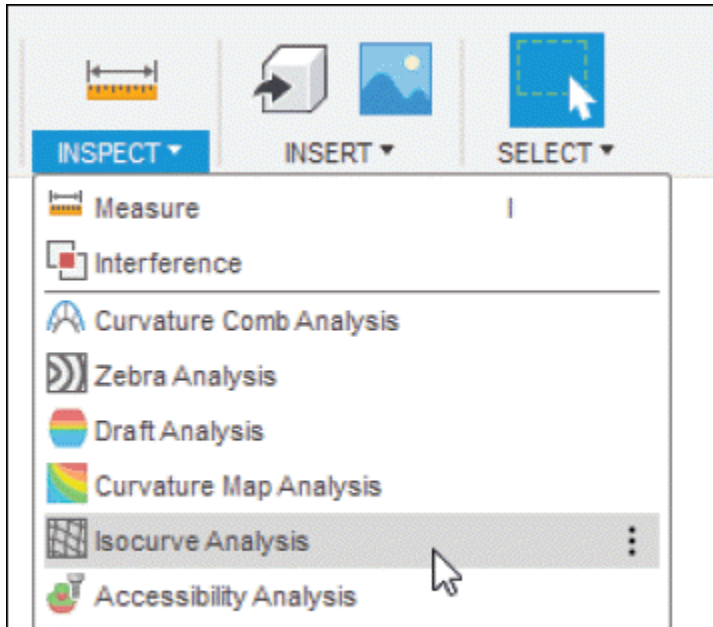 INSPECT INSERT SELECT
Measure I
Interference
Curvature Comb Analysis
Zebra Analysis
Draft Analysis
Curvature Map Analysis
Isocurve Analysis
Accessibility Analysis